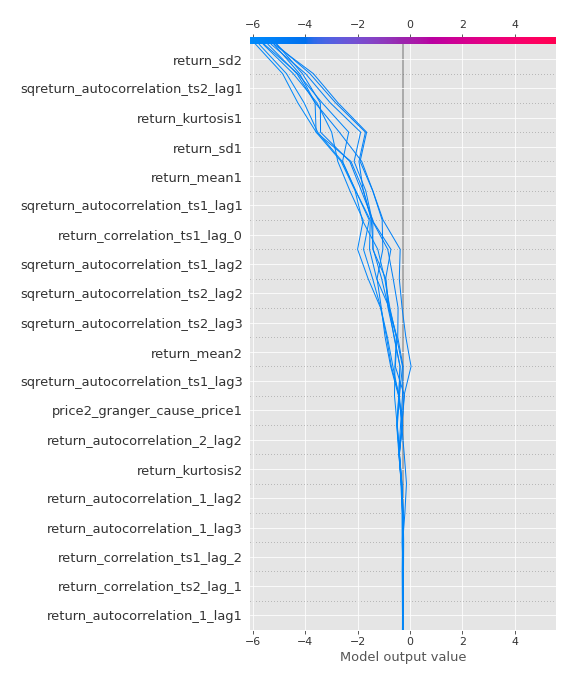 −6 −4 −2 0 2 4
return_sd2
sqreturn_autocorrelation_ts2_lag1
return_kurtosis1
return_sd1
return_mean1
sqreturn_autocorrelation_ts1_lag1
return_correlation_ts1_lag_0
sqreturn_autocorrelation_ts1_lag2
sqreturn_autocorrelation_ts2_lag2
sqreturn_autocorrelation_ts2_lag3
return_mean2
sqreturn_autocorrelation_ts1_lag3
price2_granger_cause_price1
return_autocorrelation_2_lag2
return_kurtosis2
return_autocorrelation_1_lag2
return_autocorrelation_1_lag3
return_correlation_ts1_lag_2
return_correlation_ts2_lag_1
return_autocorrelation_1_lag1
−6 −4 −2 0 2 4
Model output value